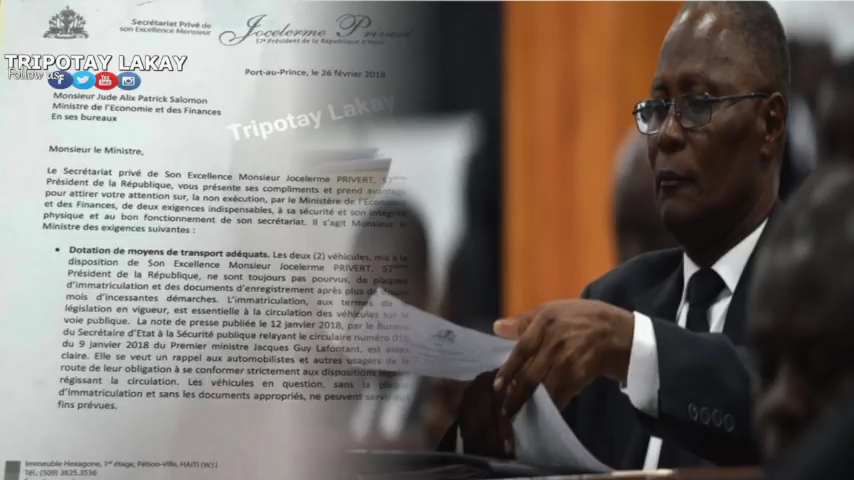 Secrétariat Privé de
son Excellence Monsieur
Jocelerme Privert
57e Président de la République d'Haïti
TRIPOTAY LAKAY
Follow us:
Port-au-Prince, le 26 février 2018
Monsieur Jude Alix Patrick Salomon
Ministre de l'Economie et des Finances
En ses bureaux
Tripotay Lakay
Monsieur le Ministre,
Le Secrétariat privé de Son Excellence Monsieur Jocelerme PRIVERT,
Président de la République, vous présente ses compliments et prend
pour attirer votre attention sur, la non exécution, par le Ministère de
et des Finances, de deux exigences indispensables, à sa sécurité et son
physique et au bon fonctionnement de son secrétariat. Il s'agit Monsieur
Ministre des exigences suivantes :
• Dotation de moyens de transport adéquats. Les deux (2) véhicules, mis
disposition de Son Excellence Monsieur Jocelerme PRIVERT,
Président de la République, ne sont toujours pas pourvus, de plaques
d'immatriculation et des documents d'enregistrement après plus
mois d'incessantes démarches. L'immatriculation, aux termes de
législation en vigueur, est essentielle à la circulation des véhicules sur
voie publique. La note de presse publiée le 12 janvier 2018, par le Bureau
du Secrétaire d'Etat à la Sécurité publique relayant le circulaire numéro
du 9 janvier 2018 du Premier ministre Jacques Guy Lafontant, est
claire. Elle se veut un rappel aux automobilistes et autres usagers de
route de leur obligation à se conformer strictement aux dispositions
régissant la circulation. Les véhicules en question, sans la
d'immatriculation et sans les documents appropriés, ne peuvent
fins prévues.
Immeuble Hexagone, 1er étage, Pétion-Ville, HAITI (W.I.)
Tél. (509) 3625.3536